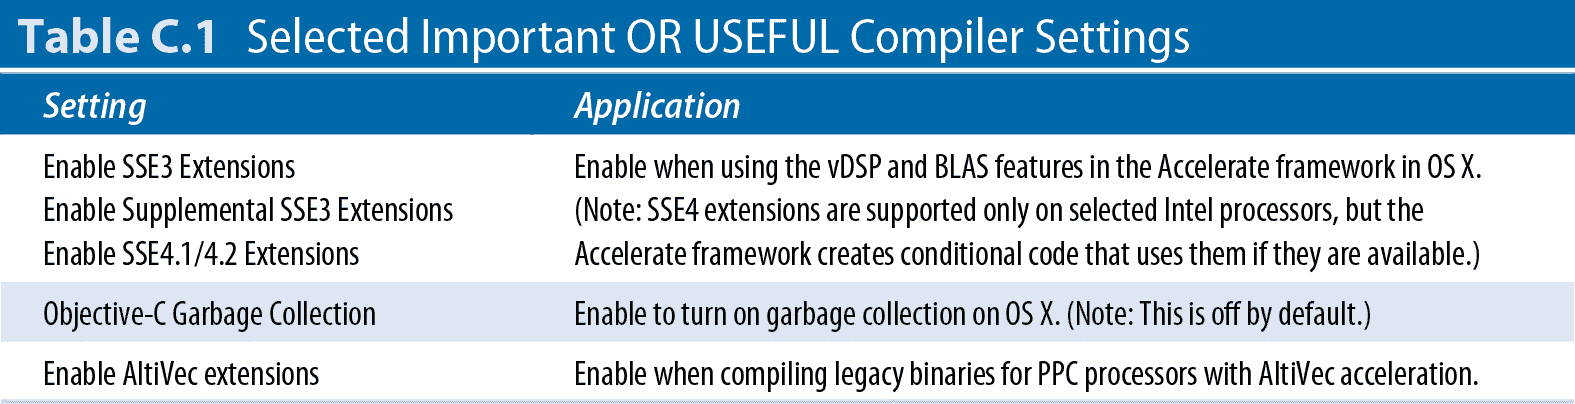 Table C.1 Selected Important OR USEFUL Compiler Settings
Setting Application
Enable SSE3 Extensions Enable when using the vDSP and BLAS features in the Accelerate framework in OS X.
Enable Supplemental SSE3 Extensions (Note: SSE4 extensions are supported only on selected Intel processors, but the
Enable SSE4.1/4.2 Extensions Accelerate framework creates conditional code that uses them if they are available.)
Objective-C Garbage Collection Enable to turn on garbage collection on OS X. (Note: This is off by default.)
Enable AltiVec extensions Enable when compiling legacy binaries for PPC processors with AltiVec acceleration.